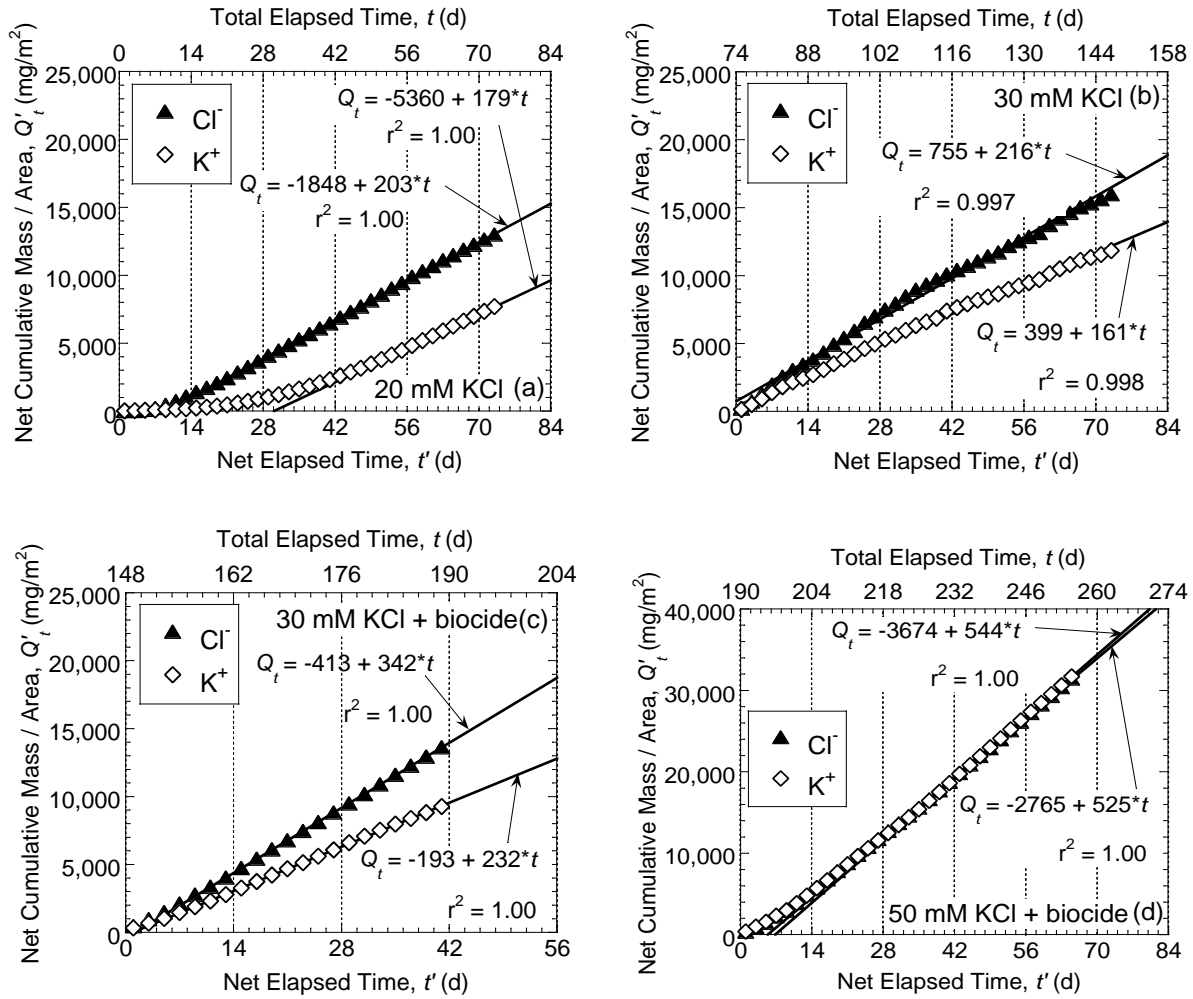 Total Elapsed Time, t (d)
0 14 28 42 56 70 84
Net Cumulative Mass / Area, Q′t (mg/m²)
25,000
20,000
15,000
10,000
5,000
0
Cl⁻
K⁺
Qt = -5360 + 179*t
r² = 1.00
Qt = -1848 + 203*t
r² = 1.00
20 mM KCl (a)
0 14 28 42 56 70 84
Net Elapsed Time, t′ (d)
Total Elapsed Time, t (d)
74 88 102 116 130 144 158
Net Cumulative Mass / Area, Q′t (mg/m²)
25,000
20,000
15,000
10,000
5,000
0
Cl⁻
K⁺
30 mM KCl (b)
Qt = 755 + 216*t
r² = 0.997
Qt = 399 + 161*t
r² = 0.998
0 14 28 42 56 70 84
Net Elapsed Time, t′ (d)
Total Elapsed Time, t (d)
148 162 176 190 204
Net Cumulative Mass / Area, Q′t (mg/m²)
25,000
20,000
15,000
10,000
5,000
0
Cl⁻
K⁺
30 mM KCl + biocide (c)
Qt = -413 + 342*t
r² = 1.00
Qt = -193 + 232*t
r² = 1.00
0 14 28 42 56
Net Elapsed Time, t′ (d)
Total Elapsed Time, t (d)
190 204 218 232 246 260 274
Net Cumulative Mass / Area, Q′t (mg/m²)
40,000
30,000
20,000
10,000
0
Qt = -3674 + 544*t
r² = 1.00
Cl⁻
K⁺
Qt = -2765 + 525*t
r² = 1.00
50 mM KCl + biocide (d)
0 14 28 42 56 70 84
Net Elapsed Time, t′ (d)